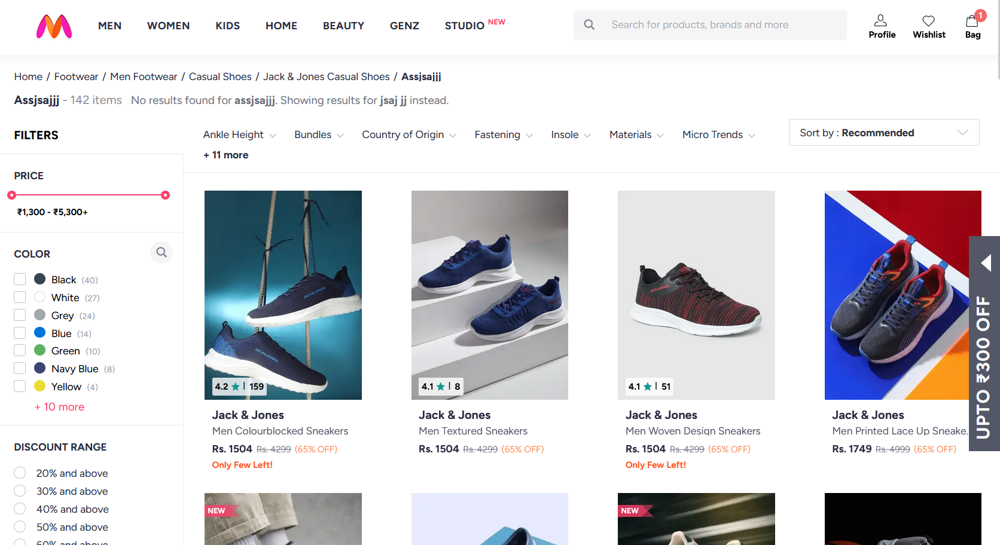 MEN WOMEN KIDS HOME BEAUTY GENZ STUDIO NEW
Search for products, brands and more
Profile Wishlist Bag 1
Home / Footwear / Men Footwear / Casual Shoes / Jack & Jones Casual Shoes / Assjsajjj
Assjsajjj - 142 items No results found for assjsajjj. Showing results for jsaj jj instead.
FILTERS
Ankle Height Bundles Country of Origin Fastening Insole Materials Micro Trends
+ 11 more
Sort by : Recommended
PRICE
₹1,300 - ₹5,300+
COLOR
Black (40)
White (27)
Grey (24)
Blue (14)
Green (10)
Navy Blue (8)
Yellow (4)
+ 10 more
DISCOUNT RANGE
20% and above
30% and above
40% and above
50% and above
60% and above
JACK&JONES
JACK&JONES
4.2 ★ | 159
Jack & Jones
Men Colourblocked Sneakers
Rs. 1504 Rs. 4299 (65% OFF)
Only Few Left!
4.1 ★ | 8
Jack & Jones
Men Textured Sneakers
Rs. 1504 Rs. 4299 (65% OFF)
JACK&JONES
4.1 ★ | 51
Jack & Jones
Men Woven Design Sneakers
Rs. 1504 Rs. 4299 (65% OFF)
Only Few Left!
Jack & Jones
Men Printed Lace Up Sneake.
Rs. 1749 Rs. 4999 (65% OFF)
UPTO ₹300 OFF
NEW
NEW